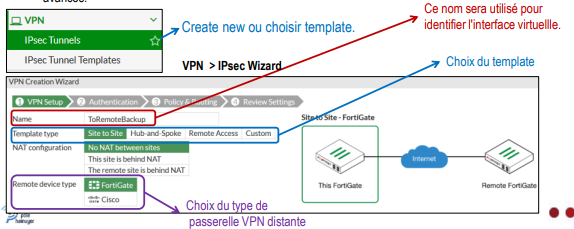 avancés.
VPN
IPsec Tunnels
IPsec Tunnel Templates
Create new ou choisir template.
Ce nom sera utilisé pour
identifier l'interface virtuellle.
VPN > IPsec Wizard
Choix du template
VPN Creation Wizard
1 VPN Setup
2 Authentication
3 Policy & Routing
4 Review Settings
Name ToRemoteBackup
Template type Site to Site Hub-and-Spoke Remote Access Custom
NAT configuration No NAT between sites
This site is behind NAT
The remote site is behind NAT
Remote device type FortiGate
Cisco
Site to Site - FortiGate
This FortiGate
Internet
Remote FortiGate
Choix du type de
passerelle VPN distante
pôle